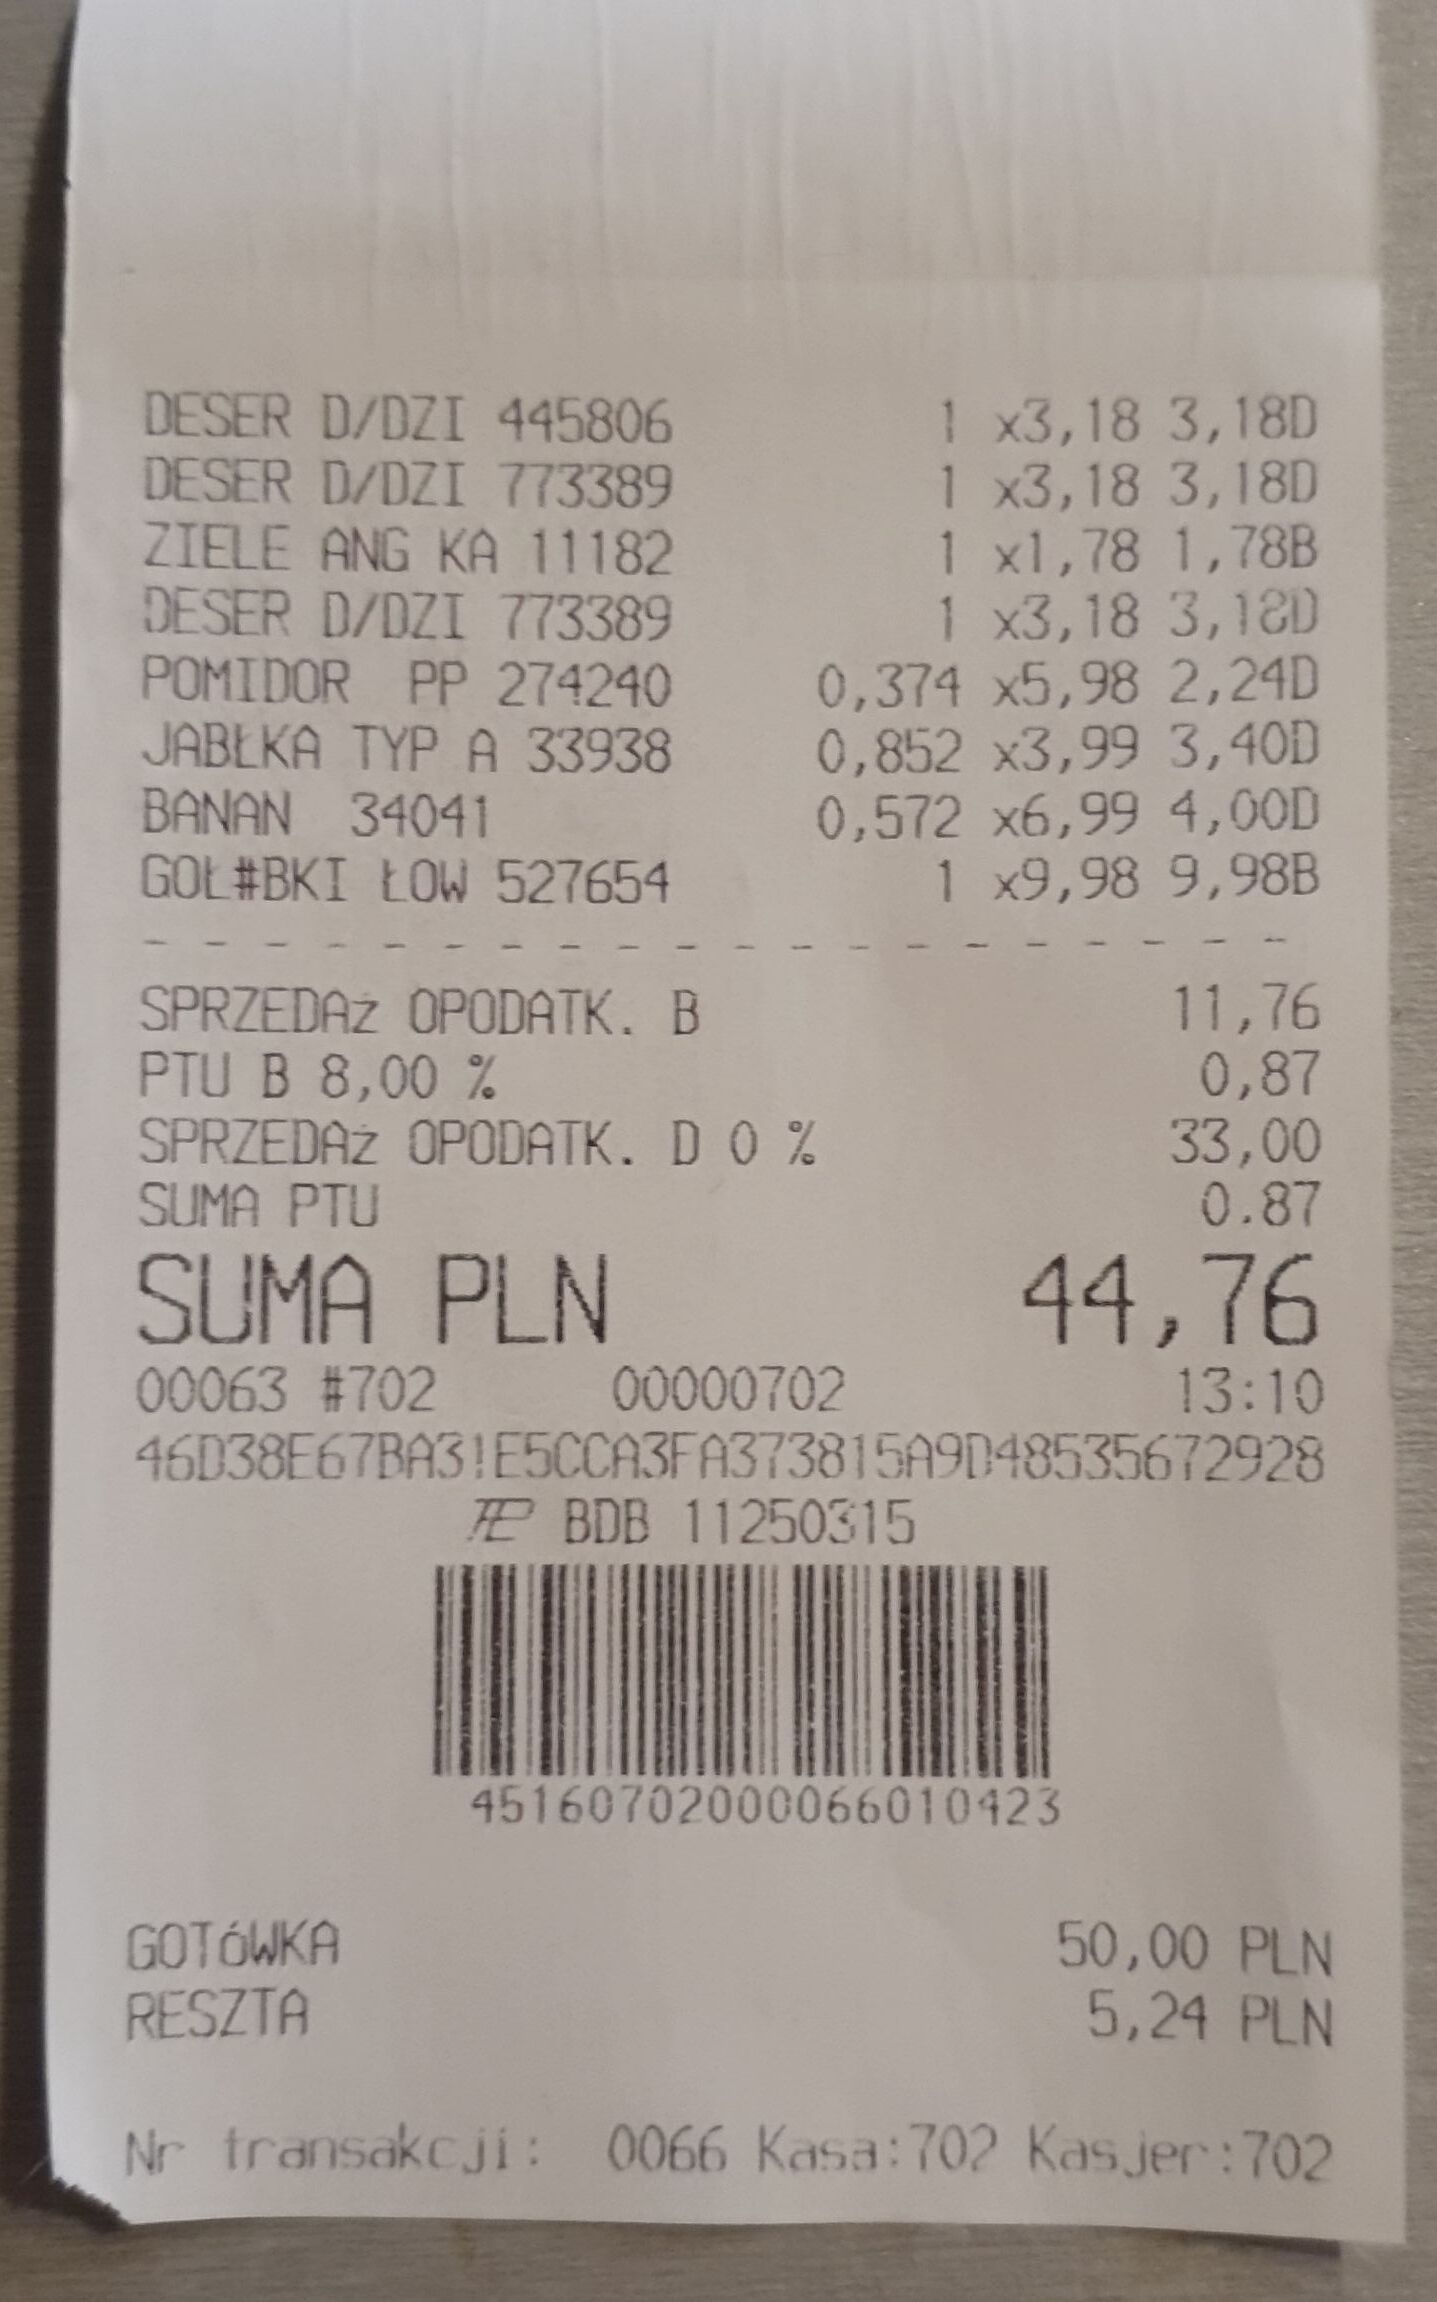 DESER D/DZI 445806 1 x3,18 3,18D
DESER D/DZI 773389 1 x3,18 3,18D
ZIELE ANG KA 11182 1 x1,78 1,78B
DESER D/DZI 773389 1 x3,18 3,18D
POMIDOR PP 274240 0,374 x5,98 2,24D
JABŁKA TYP A 33938 0,852 x3,99 3,40D
BANAN 34041 0,572 x6,99 4,00D
GOŁ#BKI ŁOW 527654 1 x9,98 9,98B
- - - - - - - - - - - - - - - - - - - -
SPRZEDAż OPODATK. B 11,76
PTU B 8,00 % 0,87
SPRZEDAż OPODATK. D 0 % 33,00
SUMA PTU 0.87
SUMA PLN 44,76
00063 #702 00000702 13:10
46D38E67BA3!E5CCA3FA373815A9D48535672928
BDB 11250315
45160702000066010423
GOTóWKA 50,00 PLN
RESZTA 5,24 PLN
Nr transakcji: 0066 Kasa:702 Kasjer:702